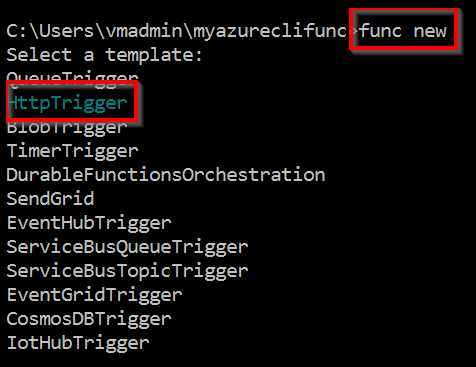 C:\Users\vmadmin\myazureclifunc>func new
Select a template:
QueueTrigger
HttpTrigger
BlobTrigger
TimerTrigger
DurableFunctionsOrchestration
SendGrid
EventHubTrigger
ServiceBusQueueTrigger
ServiceBusTopicTrigger
EventGridTrigger
CosmosDBTrigger
IotHubTrigger